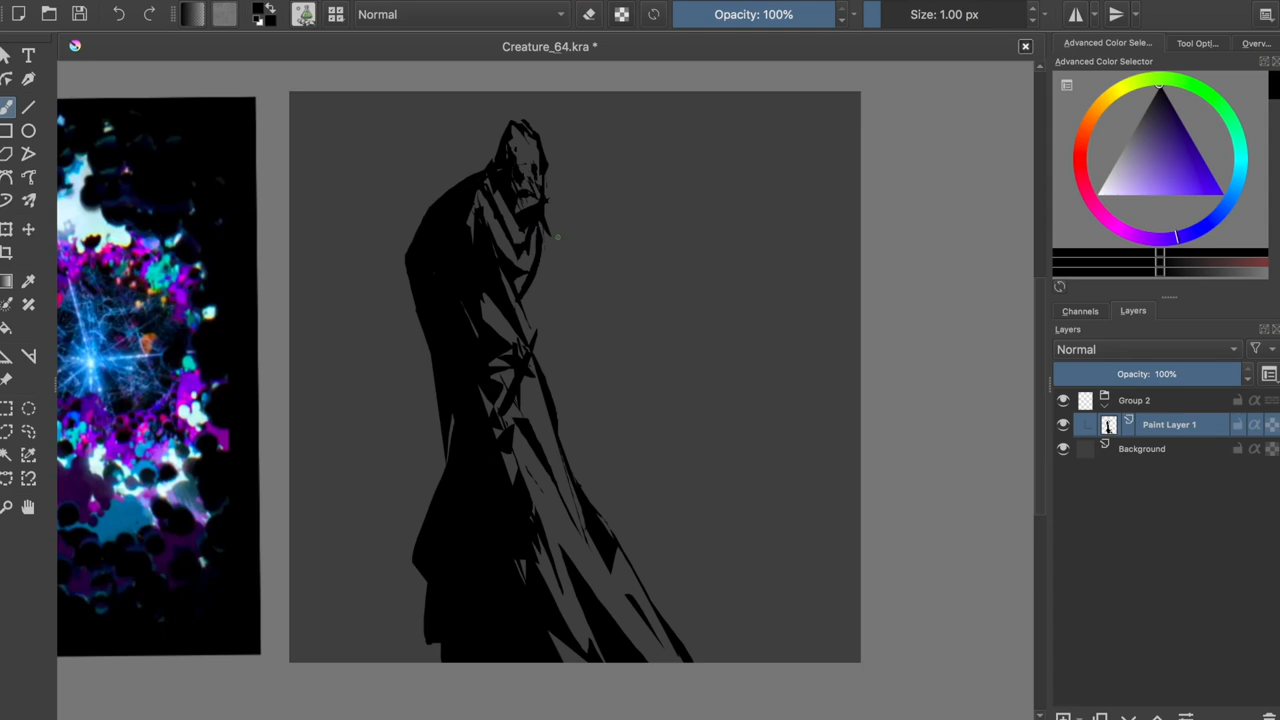 Normal
Opacity: 100%
Size: 1.00 px
Creature_64.kra *
Advanced Color Sele...
Tool Opti...
Overv...
Advanced Color Selector
Channels
Layers
Layers
Normal
Opacity: 100%
Group 2
Paint Layer 1
Background